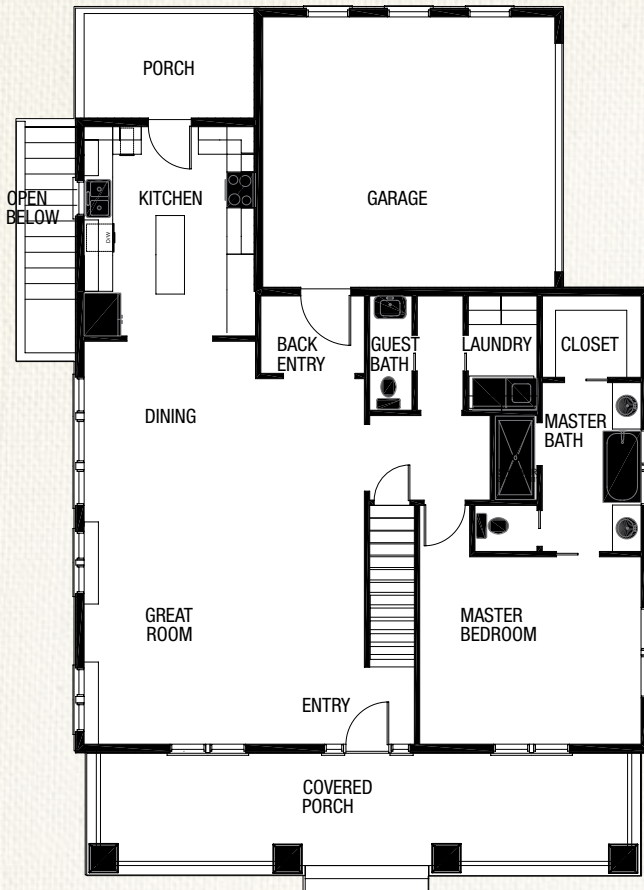 PORCH
OPEN
BELOW
KITCHEN
GARAGE
D/W
BACK
ENTRY
GUEST
BATH
LAUNDRY
CLOSET
DINING
MASTER
BATH
GREAT
ROOM
MASTER
BEDROOM
ENTRY
COVERED
PORCH